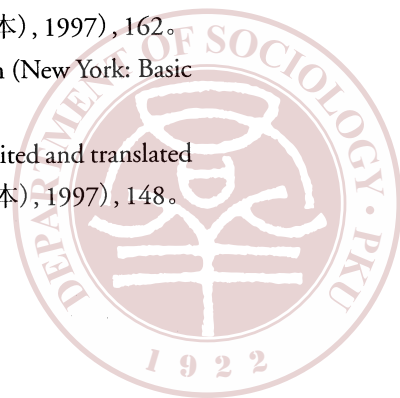 本), 1997), 162。
n (New York: Basic
ited and translated
本), 1997), 148。
DEPARTMENT OF SOCIOLOGY · PKU
1922